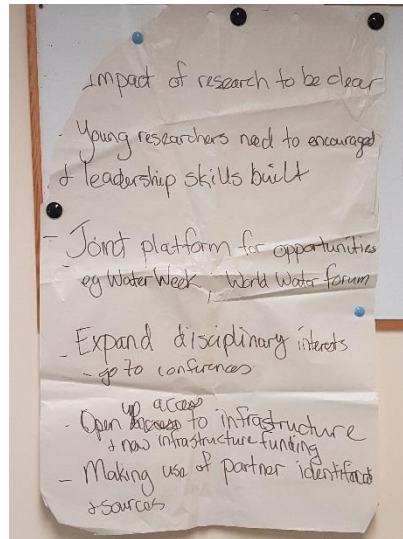 - Impact of research to be clear
- Young researchers need to encouraged
& leadership skills built
- Joint platform for opportunities
- eg Water Week, World Water forum
- Expand disciplinary interests
- go to conferences
up access
- Open to infrastructure
& new infrastructure funding
- Making use of partner
& sources